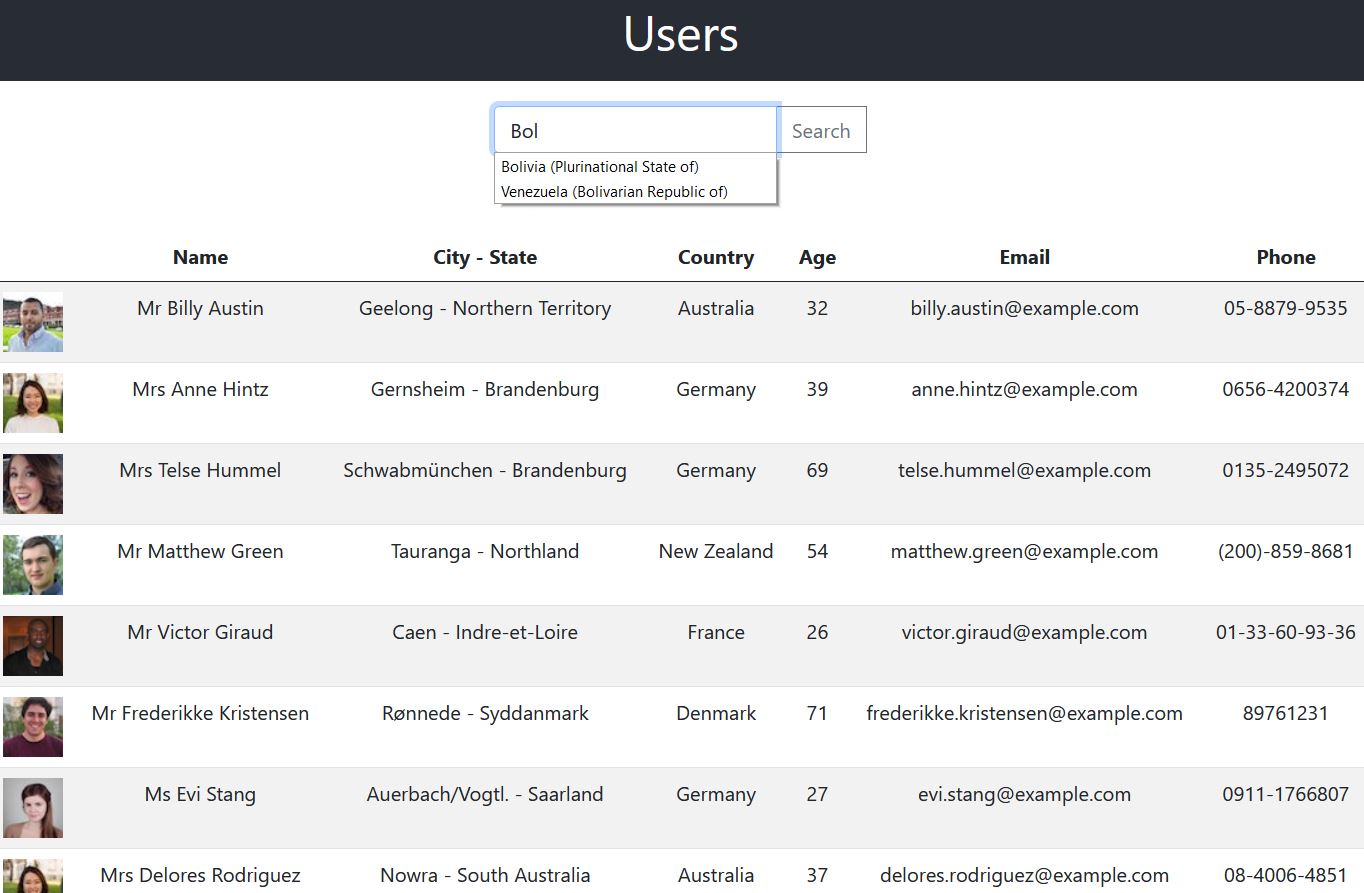 Users
Bol Search
Bolivia (Plurinational State of)
Venezuela (Bolivarian Republic of)
Name City - State Country Age Email Phone
Mr Billy Austin Geelong - Northern Territory Australia 32 billy.austin@example.com 05-8879-9535
Mrs Anne Hintz Gernsheim - Brandenburg Germany 39 anne.hintz@example.com 0656-4200374
Mrs Telse Hummel Schwabmünchen - Brandenburg Germany 69 telse.hummel@example.com 0135-2495072
Mr Matthew Green Tauranga - Northland New Zealand 54 matthew.green@example.com (200)-859-8681
Mr Victor Giraud Caen - Indre-et-Loire France 26 victor.giraud@example.com 01-33-60-93-36
Mr Frederikke Kristensen Rønnede - Syddanmark Denmark 71 frederikke.kristensen@example.com 89761231
Ms Evi Stang Auerbach/Vogtl. - Saarland Germany 27 evi.stang@example.com 0911-1766807
Mrs Delores Rodriguez Nowra - South Australia Australia 37 delores.rodriguez@example.com 08-4006-4851